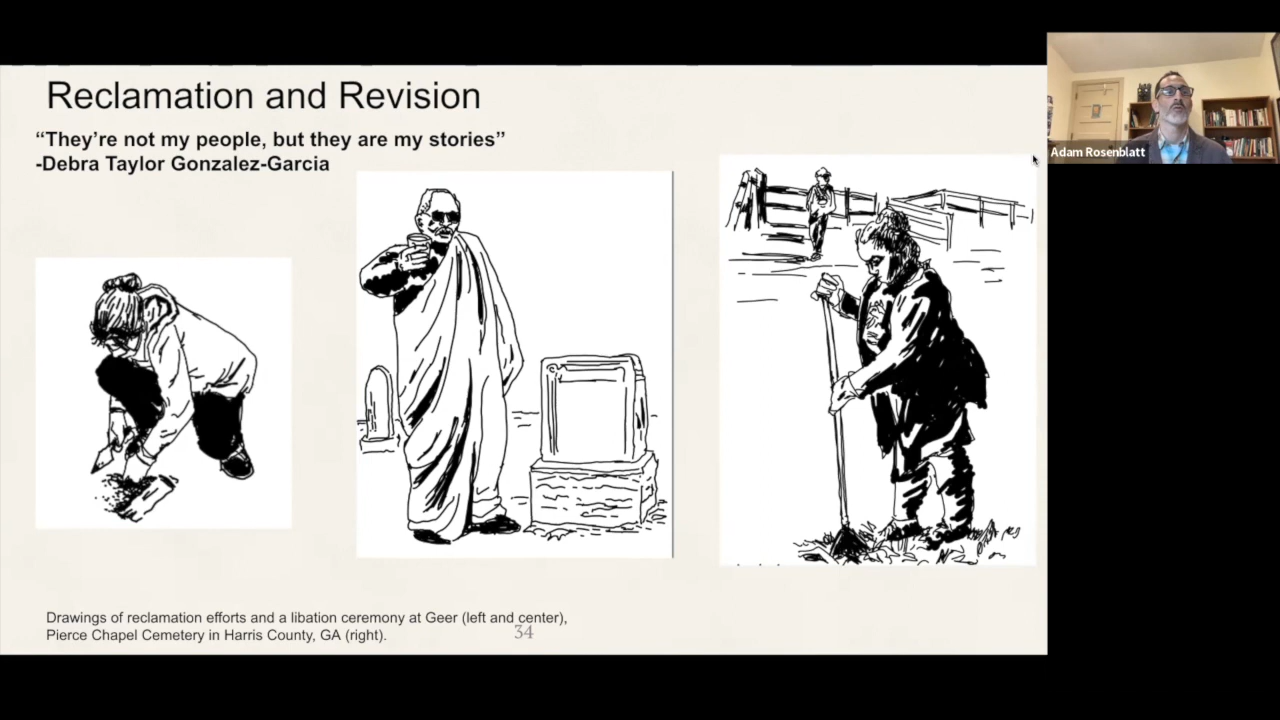 Reclamation and Revision
“They’re not my people, but they are my stories”
-Debra Taylor Gonzalez-Garcia
Adam Rosenblatt
Drawings of reclamation efforts and a libation ceremony at Geer (left and center),
Pierce Chapel Cemetery in Harris County, GA (right).
34